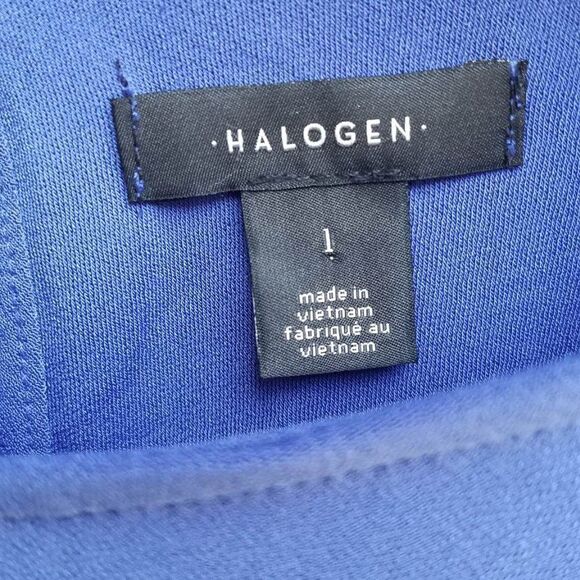 ·HALOGEN·
1
made in
vietnam
fabriqué au
vietnam